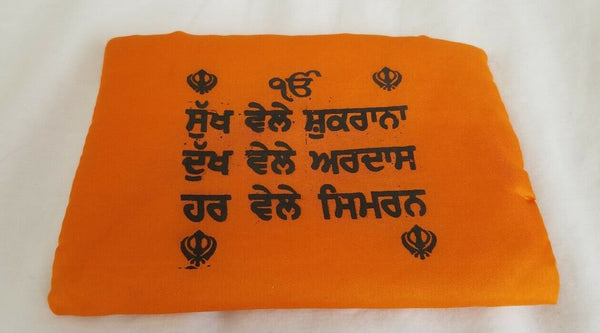 ੴ
ਸੁੱਖ ਵੇਲੇ ਸ਼ੁਕਰਾਨਾ
ਦੁੱਖ ਵੇਲੇ ਅਰਦਾਸ
ਹਰ ਵੇਲੇ ਸਿਮਰਨ